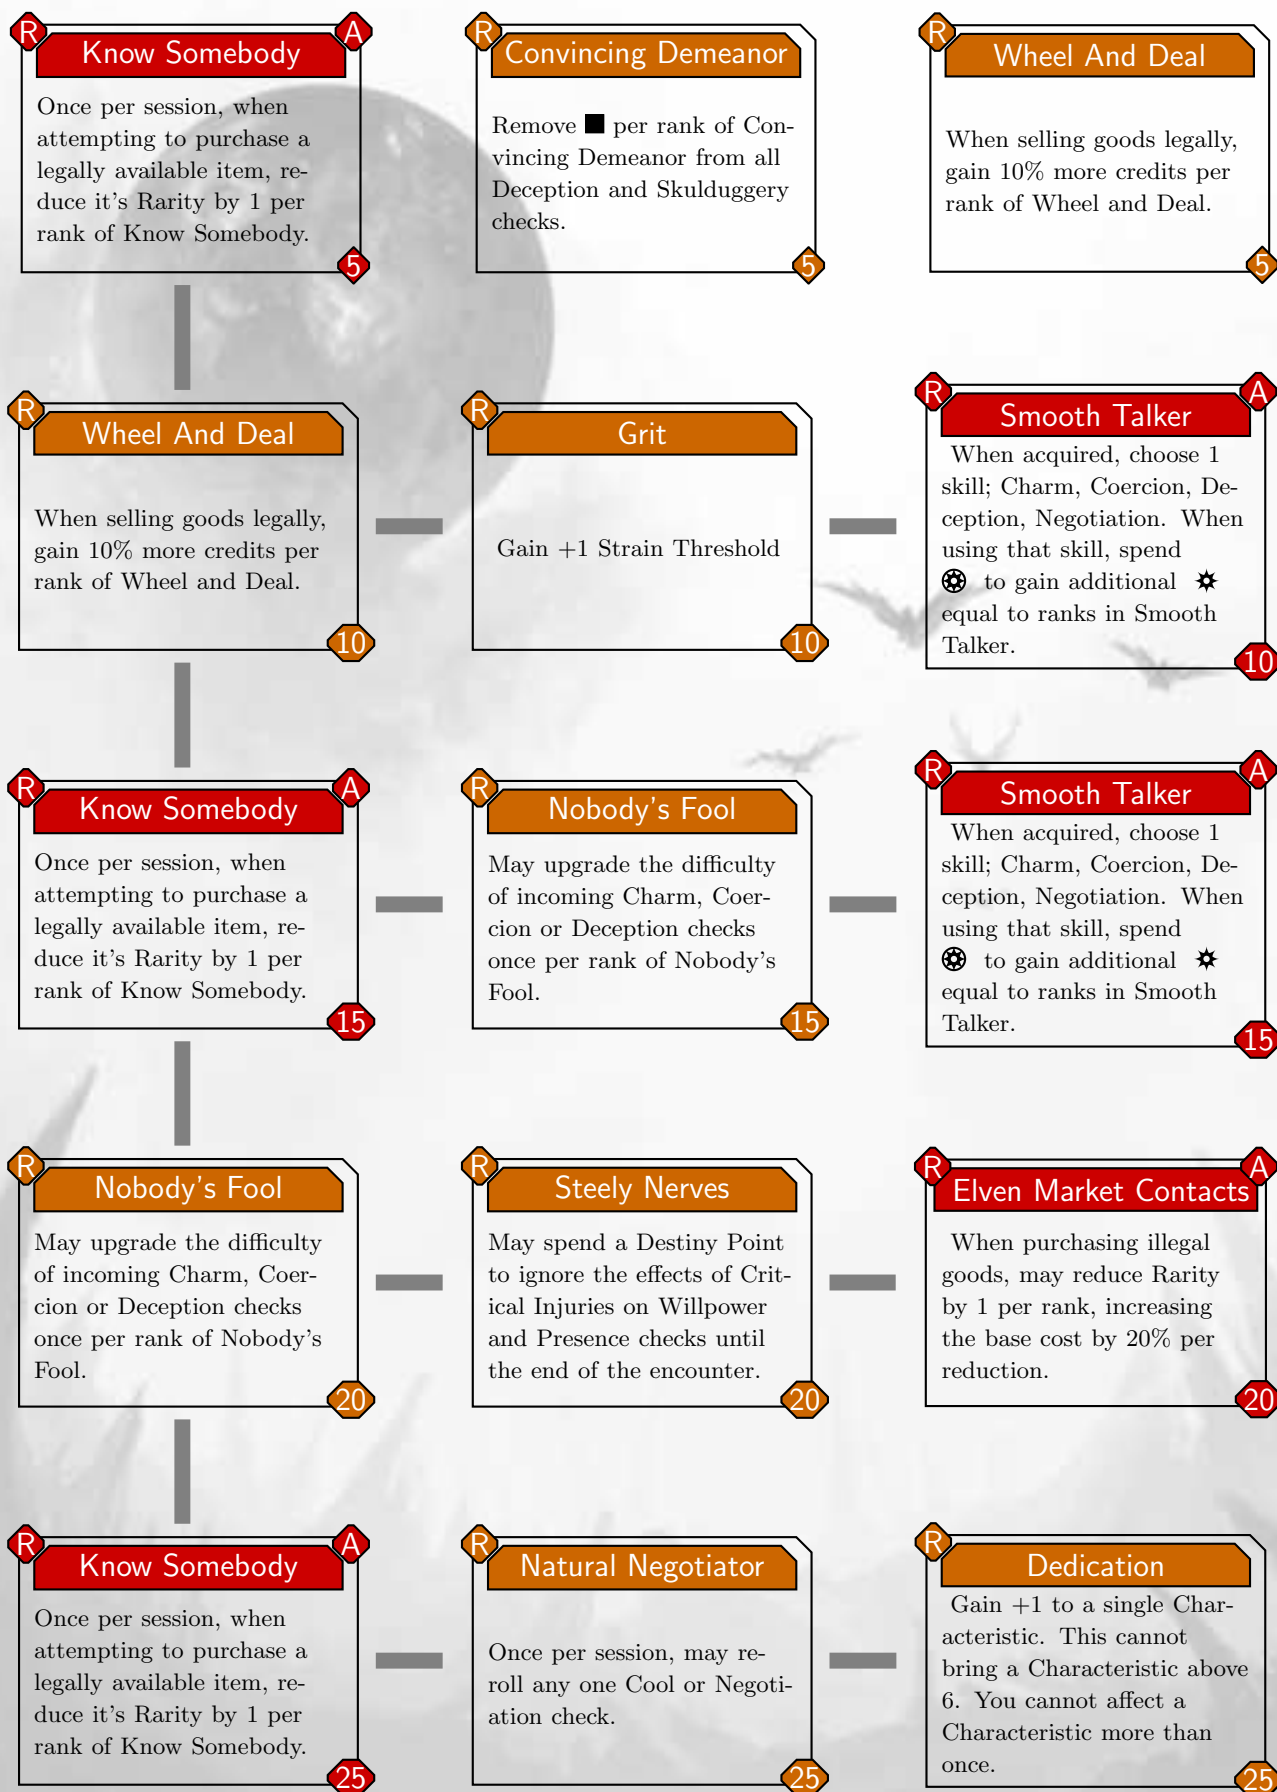 R
Know Somebody
A
Once per session, when
attempting to purchase a
legally available item, re-
duce it's Rarity by 1 per
rank of Know Somebody.
5
R
Convincing Demeanor
Remove ■ per rank of Con-
vincing Demeanor from all
Deception and Skulduggery
checks.
5
R
Wheel And Deal
When selling goods legally,
gain 10% more credits per
rank of Wheel and Deal.
5
R
Wheel And Deal
When selling goods legally,
gain 10% more credits per
rank of Wheel and Deal.
10
R
Grit
Gain +1 Strain Threshold
10
R
Smooth Talker
A
When acquired, choose 1
skill; Charm, Coercion, De-
ception, Negotiation. When
using that skill, spend
to gain additional
equal to ranks in Smooth
Talker.
10
R
Know Somebody
A
Once per session, when
attempting to purchase a
legally available item, re-
duce it's Rarity by 1 per
rank of Know Somebody.
15
R
Nobody's Fool
May upgrade the difficulty
of incoming Charm, Coer-
cion or Deception checks
once per rank of Nobody's
Fool.
15
R
Smooth Talker
A
When acquired, choose 1
skill; Charm, Coercion, De-
ception, Negotiation. When
using that skill, spend
to gain additional
equal to ranks in Smooth
Talker.
15
R
Nobody's Fool
May upgrade the difficulty
of incoming Charm, Coer-
cion or Deception checks
once per rank of Nobody's
Fool.
20
R
Steely Nerves
May spend a Destiny Point
to ignore the effects of Crit-
ical Injuries on Willpower
and Presence checks until
the end of the encounter.
20
R
Elven Market Contacts
A
When purchasing illegal
goods, may reduce Rarity
by 1 per rank, increasing
the base cost by 20% per
reduction.
20
R
Know Somebody
A
Once per session, when
attempting to purchase a
legally available item, re-
duce it's Rarity by 1 per
rank of Know Somebody.
25
R
Natural Negotiator
Once per session, may re-
roll any one Cool or Negoti-
ation check.
25
R
Dedication
Gain +1 to a single Char-
acteristic. This cannot
bring a Characteristic above
6. You cannot affect a
Characteristic more than
once.
25